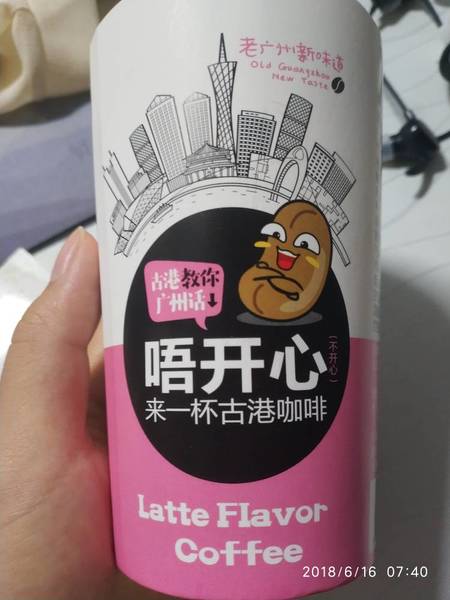 老广州新味道
Old Guangzhou
New Taste
古港教你
广州话↓
唔开心
(不开心)
来一杯古港咖啡
Latte Flavor
Coffee
2018/6/16 07:40